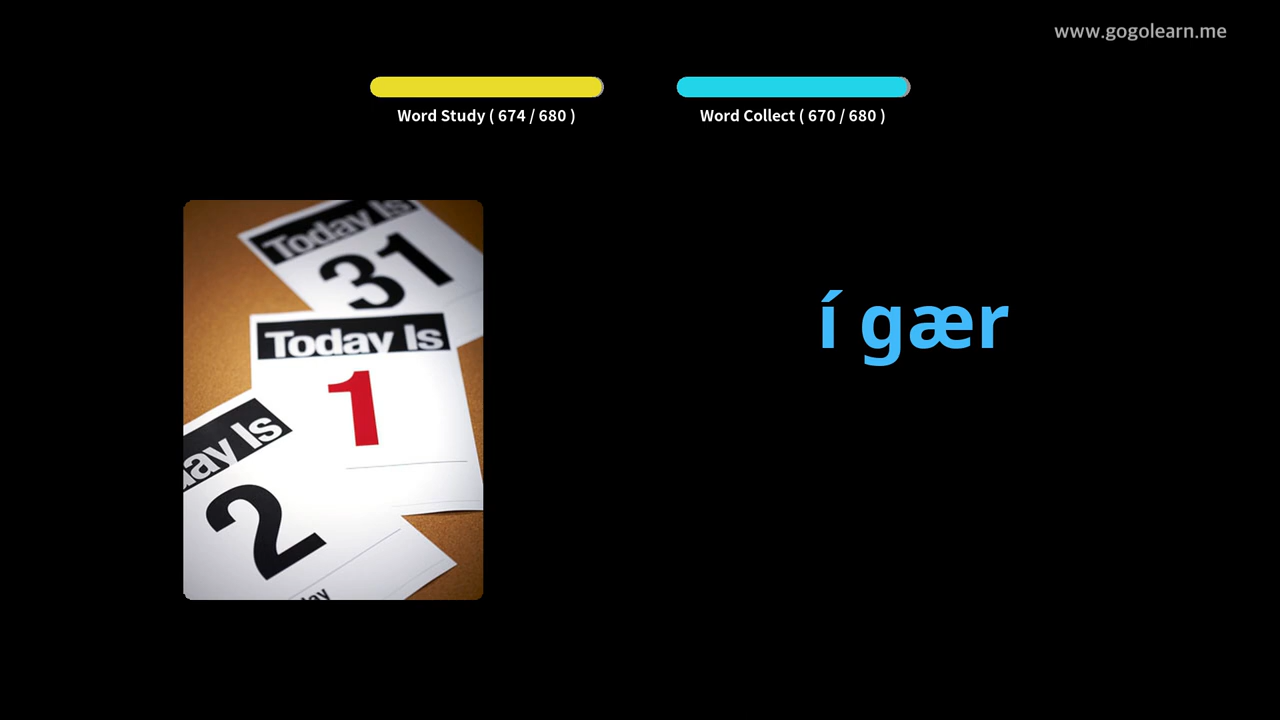 www.gogolearn.me
Word Study ( 674 / 680 )
Word Collect ( 670 / 680 )
Today Is
31
Today Is
1
ay Is
2
ay
í gær